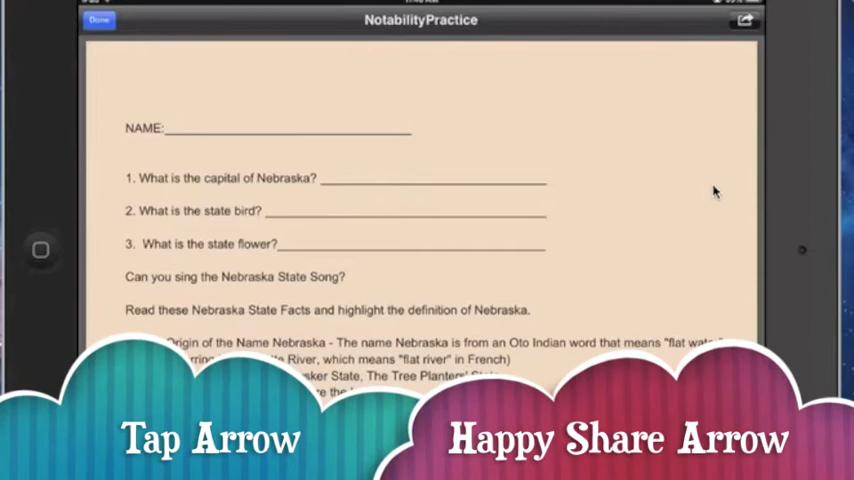 Done
NotabilityPractice
NAME:
1. What is the capital of Nebraska?
2. What is the state bird?
3. What is the state flower?
Can you sing the Nebraska State Song?
Read these Nebraska State Facts and highlight the definition of Nebraska.
Origin of the Name Nebraska - The name Nebraska is from an Oto Indian word that means "flat
River, which means "flat river" in French)
State, The Tree Planters'
Tap Arrow
Happy Share Arrow